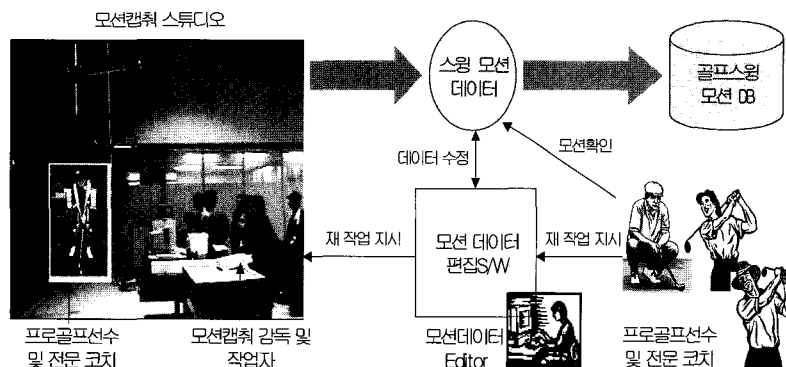 모션캡춰 스튜디오
스윙 모션
데이터
골프스윙
모션 DB
데이터 수정
모션확인
재 작업 지시
모션 데이터
편집S/W
재 작업 지시
프로골프선수
및 전문 코치
모션캡춰 감독 및
작업자
모션데이터
Editor
프로골프선수
및 전문 코치